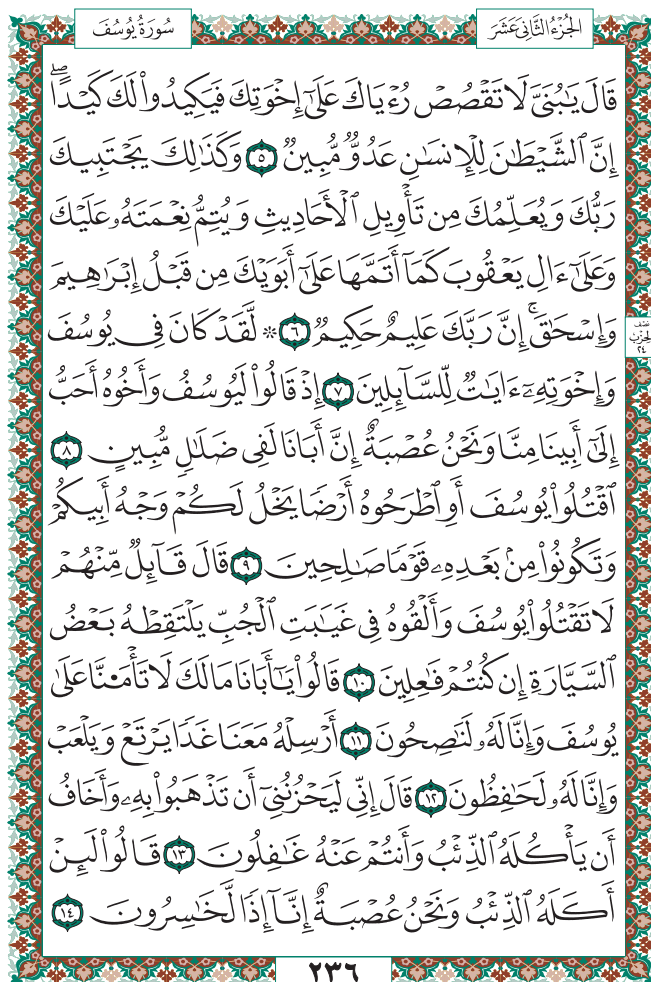 سُورَةُ يُوسُفَ
الجُزْءُ الثَّانِي عَشَرَ
قَالَ يَٰبُنَيَّ لَا تَقۡصُصۡ رُءۡيَاكَ عَلَىٰٓ إِخۡوَتِكَ فَيَكِيدُواْ لَكَ كَيۡدًاۖ
إِنَّ ٱلشَّيۡطَٰنَ لِلۡإِنسَٰنِ عَدُوّٞ مُّبِينٞ ٥ وَكَذَٰلِكَ يَجۡتَبِيكَ
رَبُّكَ وَيُعَلِّمُكَ مِن تَأۡوِيلِ ٱلۡأَحَادِيثِ وَيُتِمُّ نِعۡمَتَهُۥ عَلَيۡكَ
وَعَلَىٰٓ ءَالِ يَعۡقُوبَ كَمَآ أَتَمَّهَا عَلَىٰٓ أَبَوَيۡكَ مِن قَبۡلُ إِبۡرَٰهِيمَ
وَإِسۡحَٰقَۚ إِنَّ رَبَّكَ عَلِيمٌ حَكِيمٞ ٦ ۞ لَّقَدۡ كَانَ فِي يُوسُفَ
نصف الحزب ٢٤
وَإِخۡوَتِهِۦٓ ءَايَٰتٞ لِّلسَّآئِلِينَ ٧ إِذۡ قَالُواْ لَيُوسُفُ وَأَخُوهُ أَحَبُّ
إِلَىٰٓ أَبِينَا مِنَّا وَنَحۡنُ عُصۡبَةٌ إِنَّ أَبَانَا لَفِي ضَلَٰلٖ مُّبِينٍ ٨
ٱقۡتُلُواْ يُوسُفَ أَوِ ٱطۡرَحُوهُ أَرۡضٗا يَخۡلُ لَكُمۡ وَجۡهُ أَبِيكُمۡ
وَتَكُونُواْ مِنۢ بَعۡدِهِۦ قَوۡمٗا صَٰلِحِينَ ٩ قَالَ قَآئِلٞ مِّنۡهُمۡ
لَا تَقۡتُلُواْ يُوسُفَ وَأَلۡقُوهُ فِي غَيَٰبَتِ ٱلۡجُبِّ يَلۡتَقِطۡهُ بَعۡضُ
ٱلسَّيَّارَةِ إِن كُنتُمۡ فَٰعِلِينَ ١٠ قَالُواْ يَٰٓأَبَانَا مَا لَكَ لَا تَأۡمَ۬نَّا عَلَىٰ
يُوسُفَ وَإِنَّا لَهُۥ لَنَٰصِحُونَ ١١ أَرۡسِلۡهُ مَعَنَا غَدٗا يَرۡتَعۡ وَيَلۡعَبۡ
وَإِنَّا لَهُۥ لَحَٰفِظُونَ ١٢ قَالَ إِنِّي لَيَحۡزُنُنِيٓ أَن تَذۡهَبُواْ بِهِۦ وَأَخَافُ
أَن يَأۡكُلَهُ ٱلذِّئۡبُ وَأَنتُمۡ عَنۡهُ غَٰفِلُونَ ١٣ قَالُواْ لَئِنۡ
أَكَلَهُ ٱلذِّئۡبُ وَنَحۡنُ عُصۡبَةٌ إِنَّآ إِذٗا لَّخَٰسِرُونَ ١٤
٢٣٦